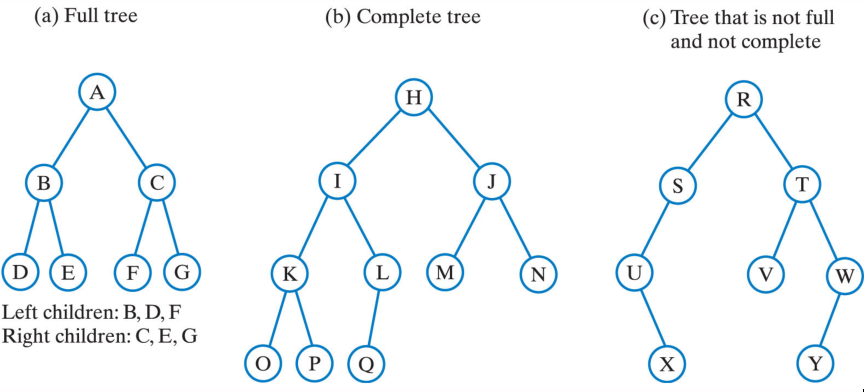 (a) Full tree
A
B
C
D
E
F
G
Left children: B, D, F
Right children: C, E, G
(b) Complete tree
H
I
J
K
L
M
N
O
P
Q
(c) Tree that is not full
and not complete
R
S
T
U
V
W
X
Y